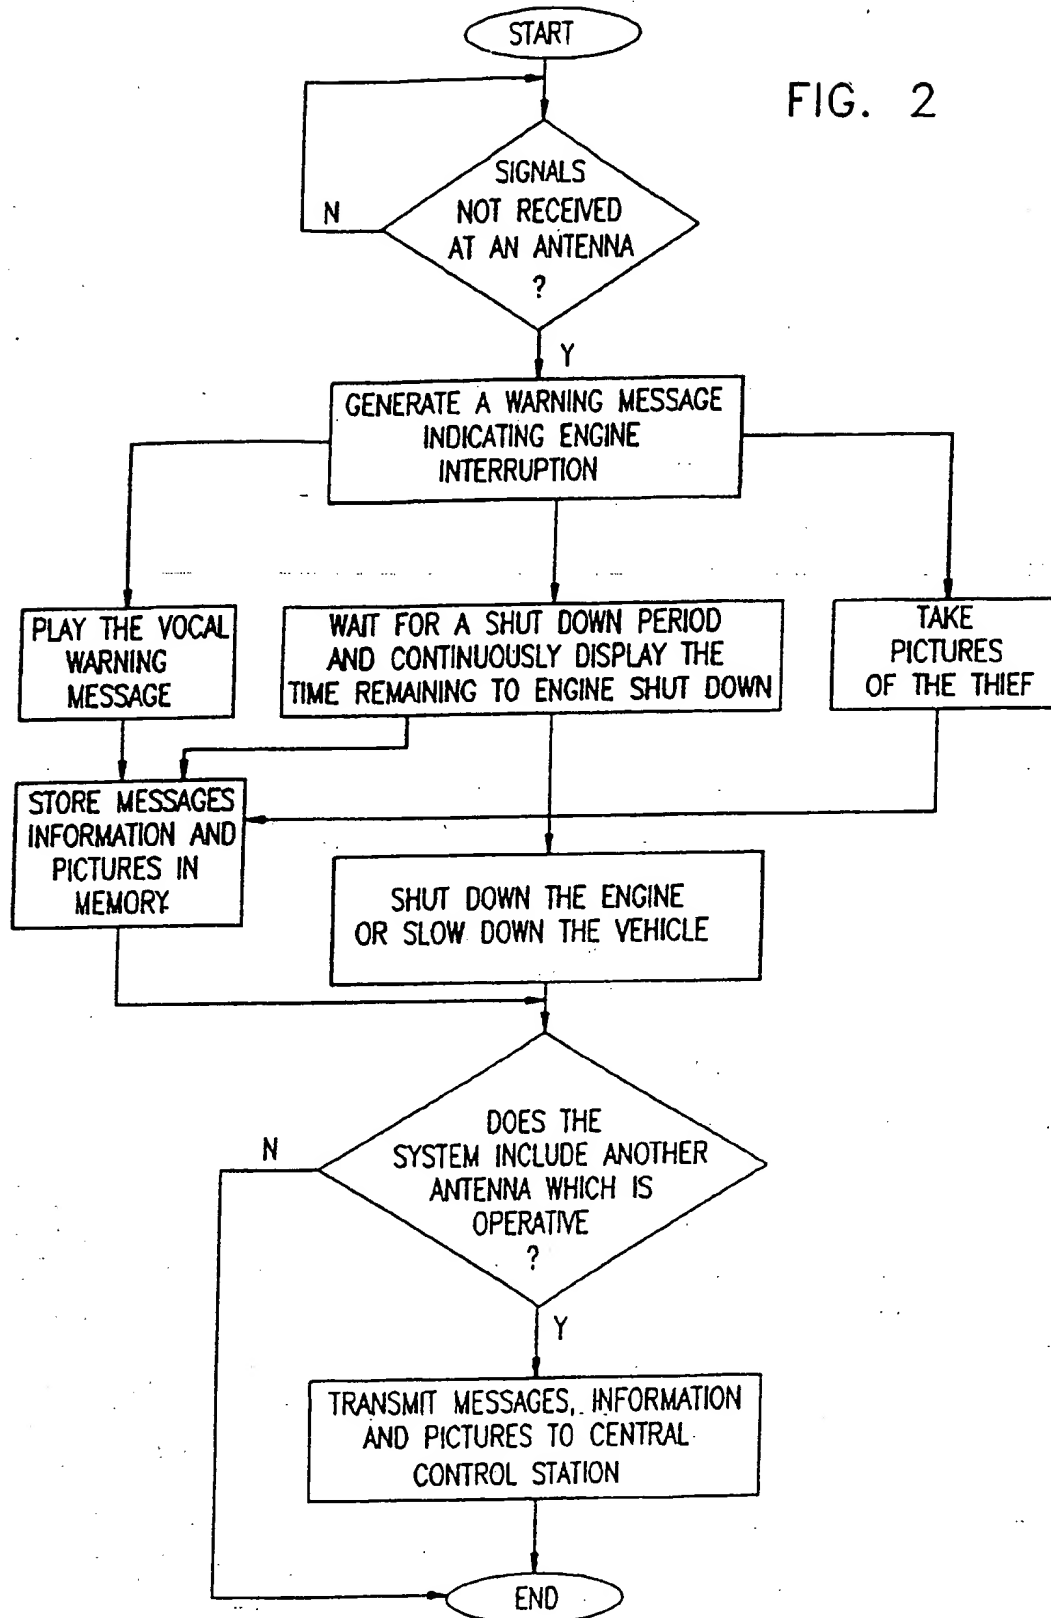 START
FIG. 2
SIGNALS
NOT RECEIVED
AT AN ANTENNA
?
N
Y
GENERATE A WARNING MESSAGE
INDICATING ENGINE
INTERRUPTION
PLAY THE VOCAL
WARNING
MESSAGE
WAIT FOR A SHUT DOWN PERIOD
AND CONTINUOUSLY DISPLAY THE
TIME REMAINING TO ENGINE SHUT DOWN
TAKE
PICTURES
OF THE THIEF
STORE MESSAGES
INFORMATION AND
PICTURES IN
MEMORY
SHUT DOWN THE ENGINE
OR SLOW DOWN THE VEHICLE
DOES THE
SYSTEM INCLUDE ANOTHER
ANTENNA WHICH IS
OPERATIVE
?
N
Y
TRANSMIT MESSAGES, INFORMATION
AND PICTURES TO CENTRAL
CONTROL STATION
END